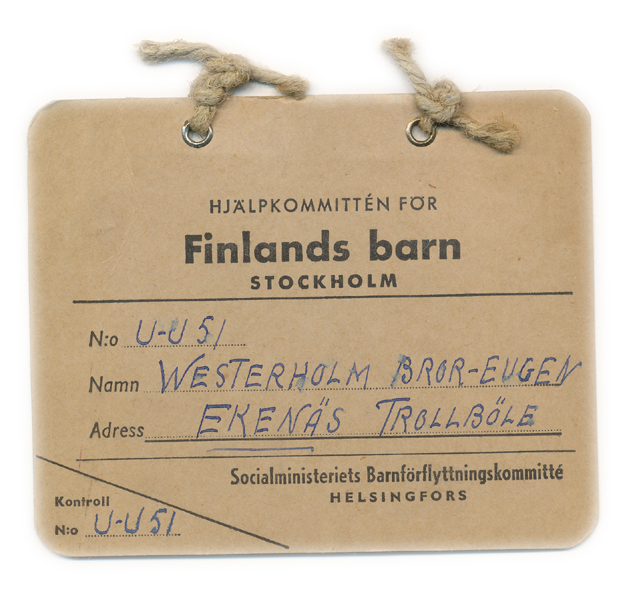 HJÄLPKOMMITTÉN FÖR
Finlands barn
STOCKHOLM
N:o U-U 51
Namn WESTERHOLM BROR-EUGEN
Adress EKENÄS TROLLBÖLE
Socialministeriets Barnförflyttningskommitté
HELSINGFORS
Kontroll
N:o U-U 51